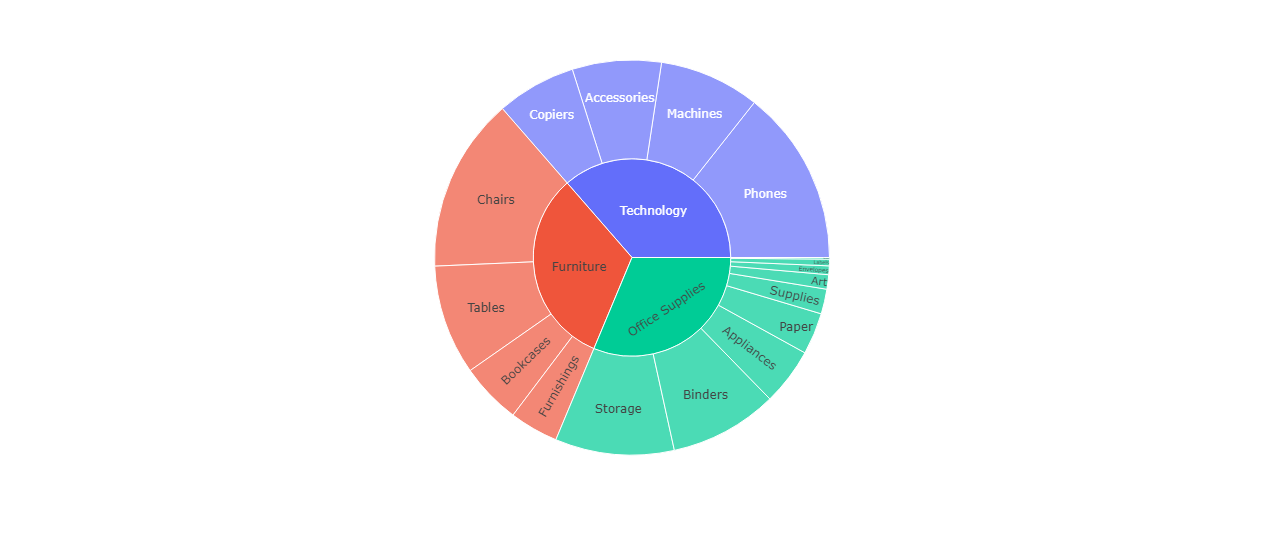 Accessories
Copiers
Machines
Phones
Chairs
Technology
Furniture
Labels
Envelopes
Art
Supplies
Office Supplies
Tables
Paper
Appliances
Bookcases
Furnishings
Binders
Storage